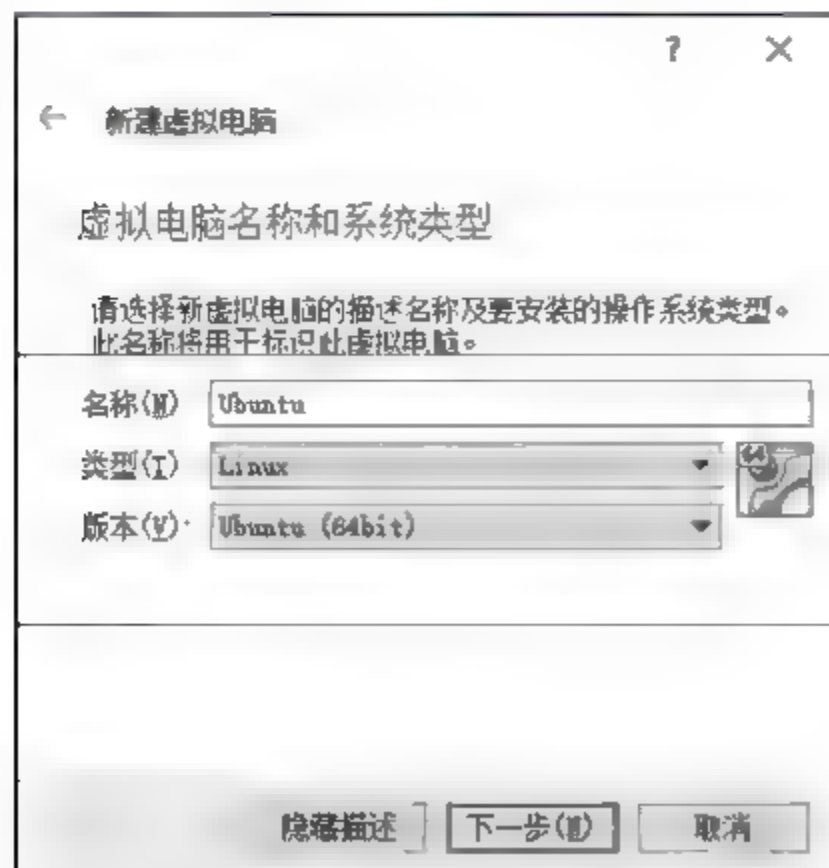 ?  ×
← 新建虚拟电脑
虚拟电脑名称和系统类型
请选择新虚拟电脑的描述名称及要安装的操作系统类型。
此名称将用于标识此虚拟电脑。
名称(N) Ubuntu
类型(T) Linux
64
版本(V): Ubuntu (64bit)
隐藏描述 下一步(N) 取消